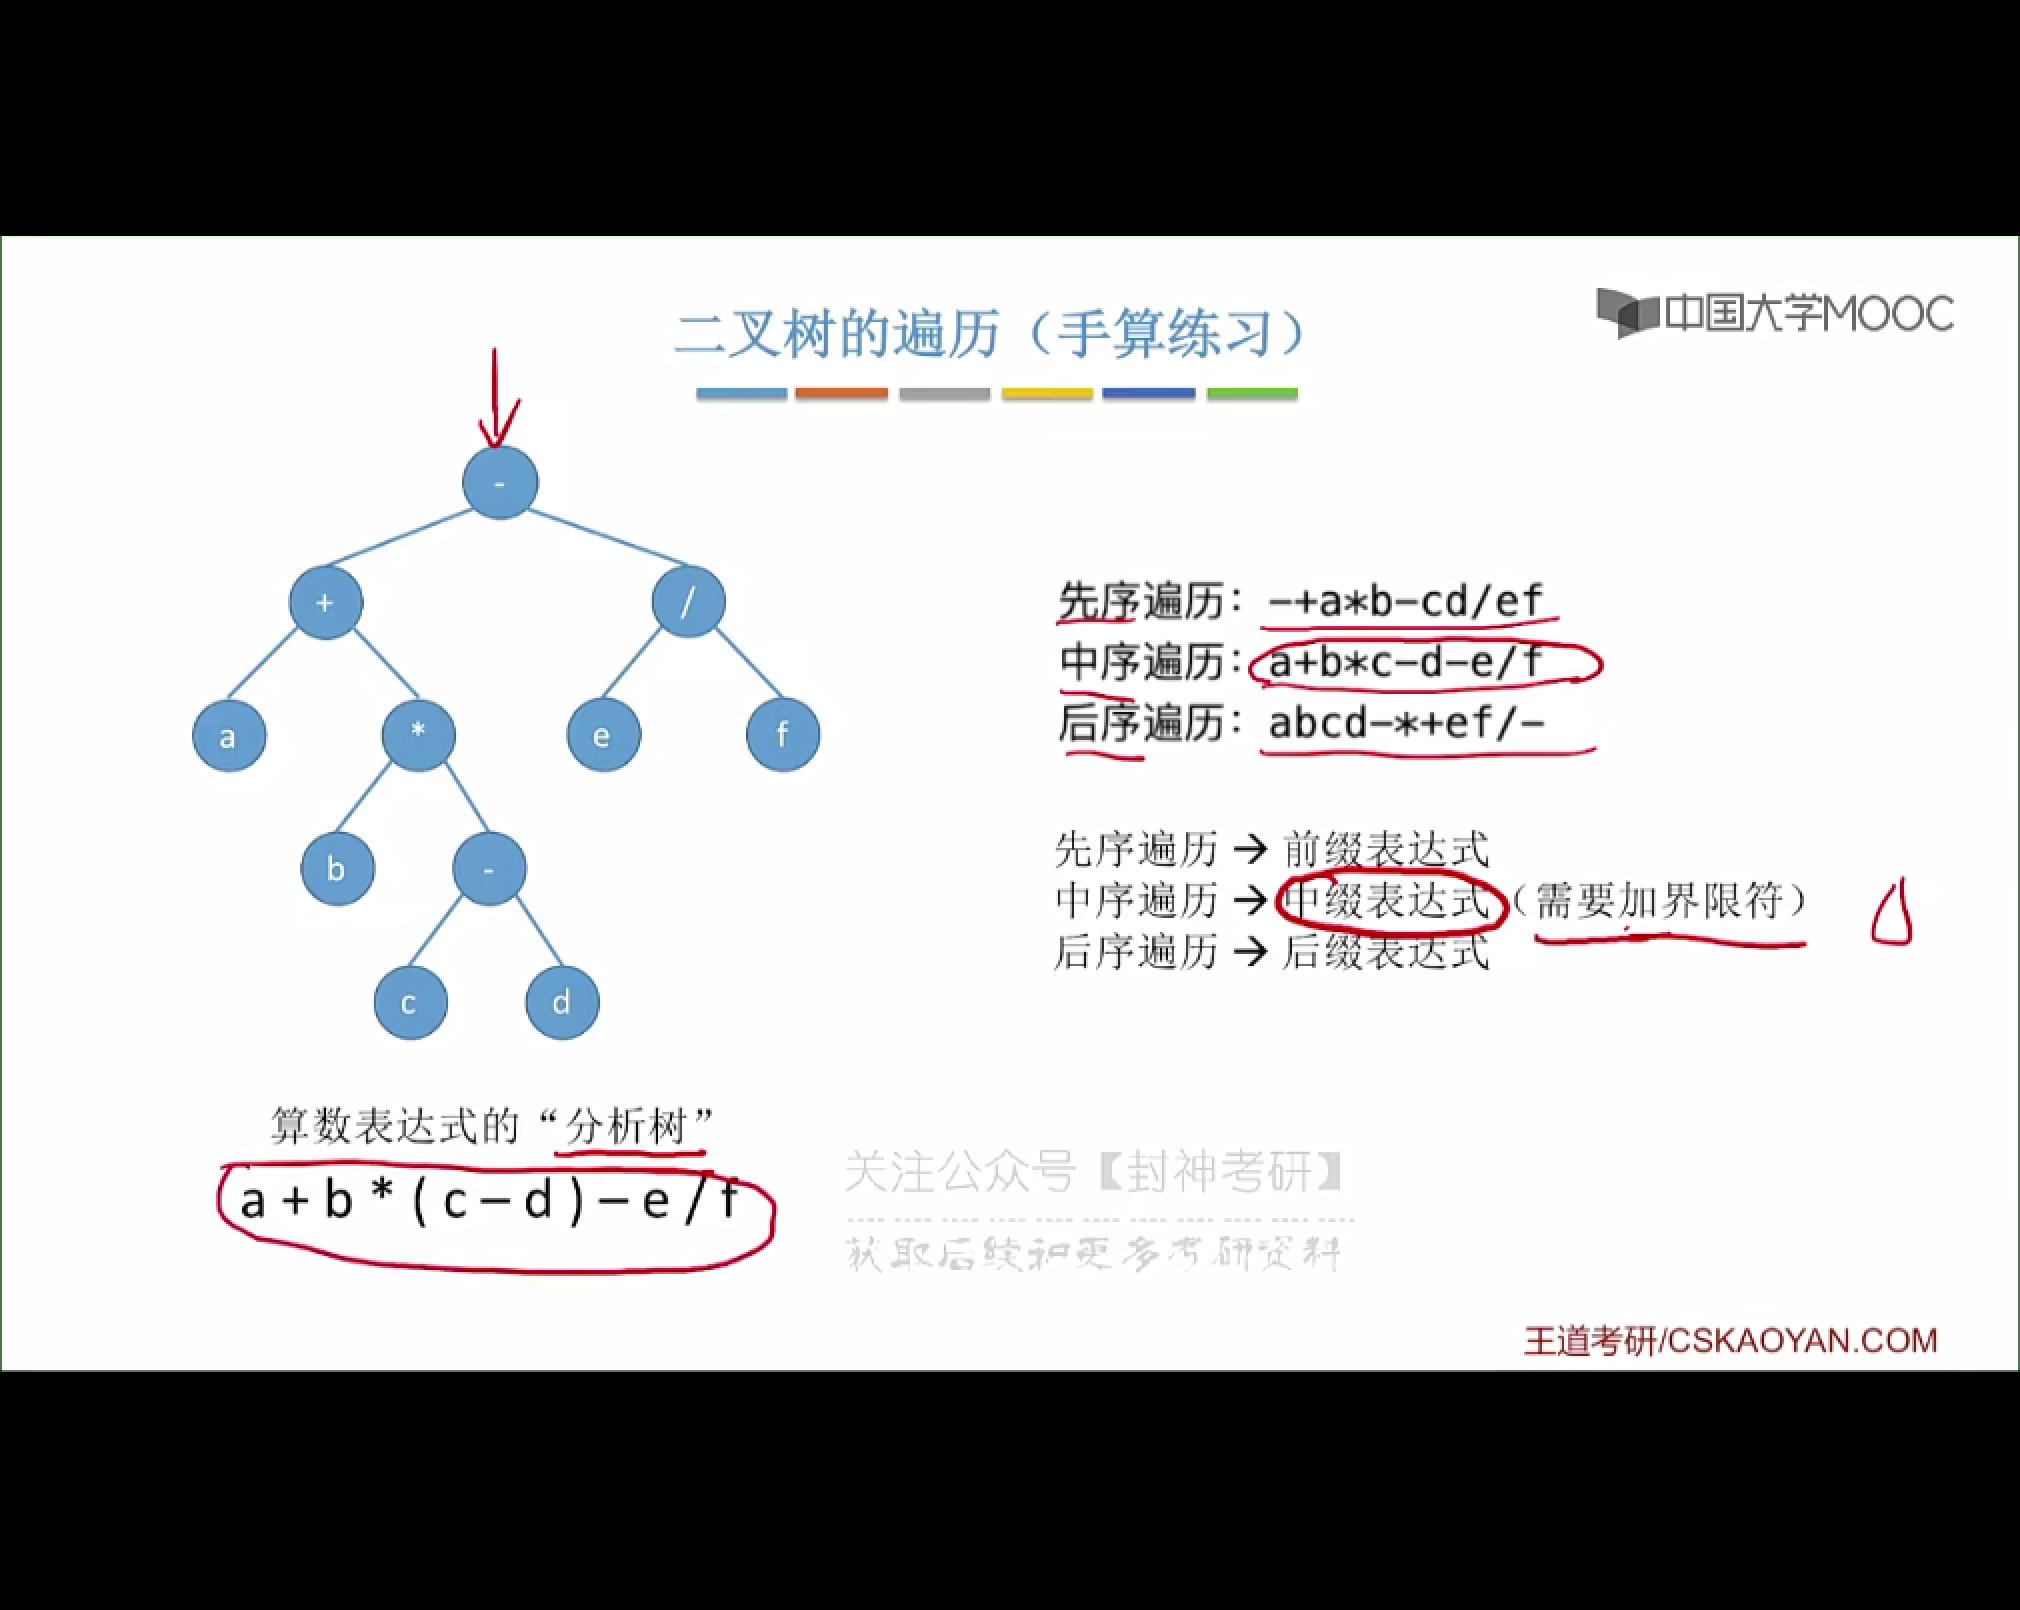 中国大学MOOC
二叉树的遍历（手算练习）
-
+
/
a
*
e
f
b
-
c
d
算数表达式的“分析树”
a+b*(c−d)−e/f
先序遍历：-+a*b-cd/ef
中序遍历：a+b*c-d-e/f
后序遍历：abcd-*+ef/-
先序遍历→前缀表达式
中序遍历→中缀表达式（需要加界限符）
后序遍历→后缀表达式
关注公众号【封神考研】
获取后续和更多考研资料
王道考研/CSKAOYAN.COM